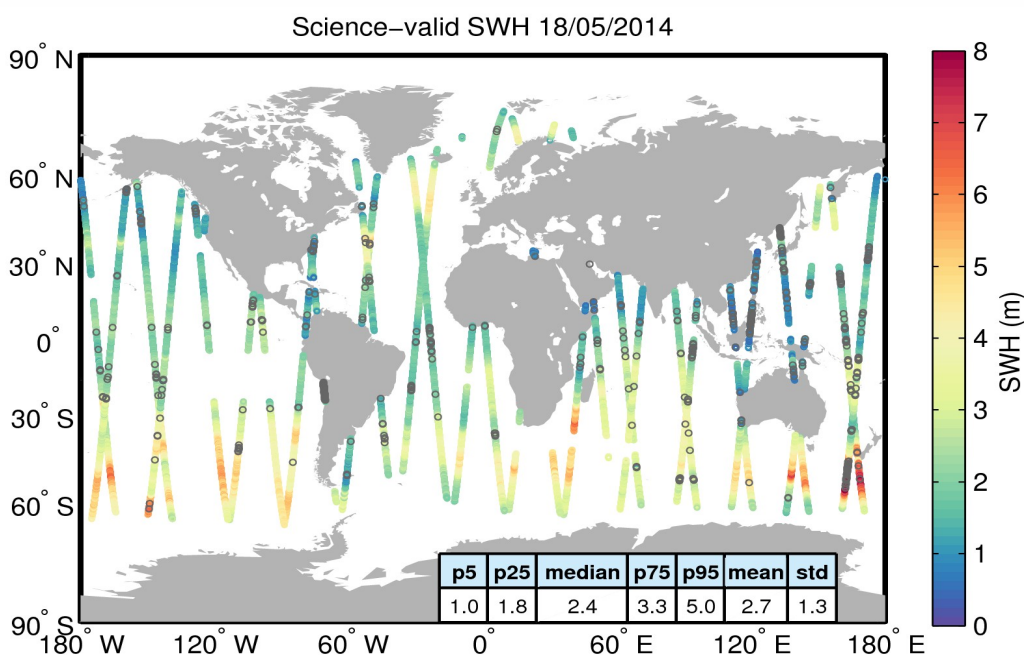 Science−valid SWH 18/05/2014
90° N
60° N
30° N
0°
30° S
60° S
90° S
180° W
120° W
60° W
0°
60° E
120° E
180° E
p5 p25 median p75 p95 mean std
1.0 1.8 2.4 3.3 5.0 2.7 1.3
8
7
6
5
4
3
2
1
0
SWH (m)